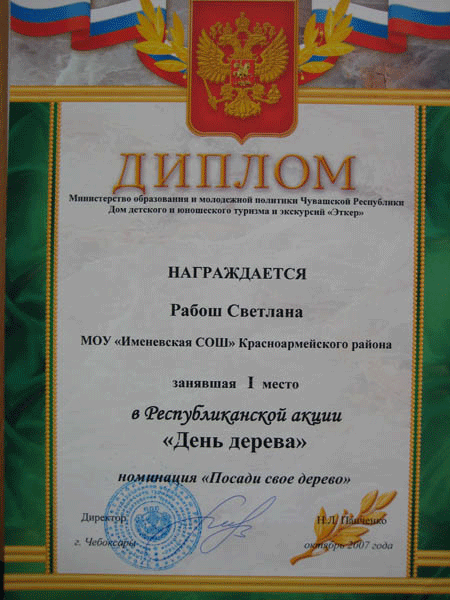 ДИПЛОМ
Министерство образования и молодежной политики Чувашской Республики
Дом детского и юношеского туризма и экскурсий «Эткер»
НАГРАЖДАЕТСЯ
Рабош Светлана
МОУ «Именевская СОШ» Красноармейского района
занявшая I место
в Республиканской акции
«День дерева»
номинация «Посади свое дерево»
Директор Н.Л. Панченко
г. Чебоксары октябрь 2007 года